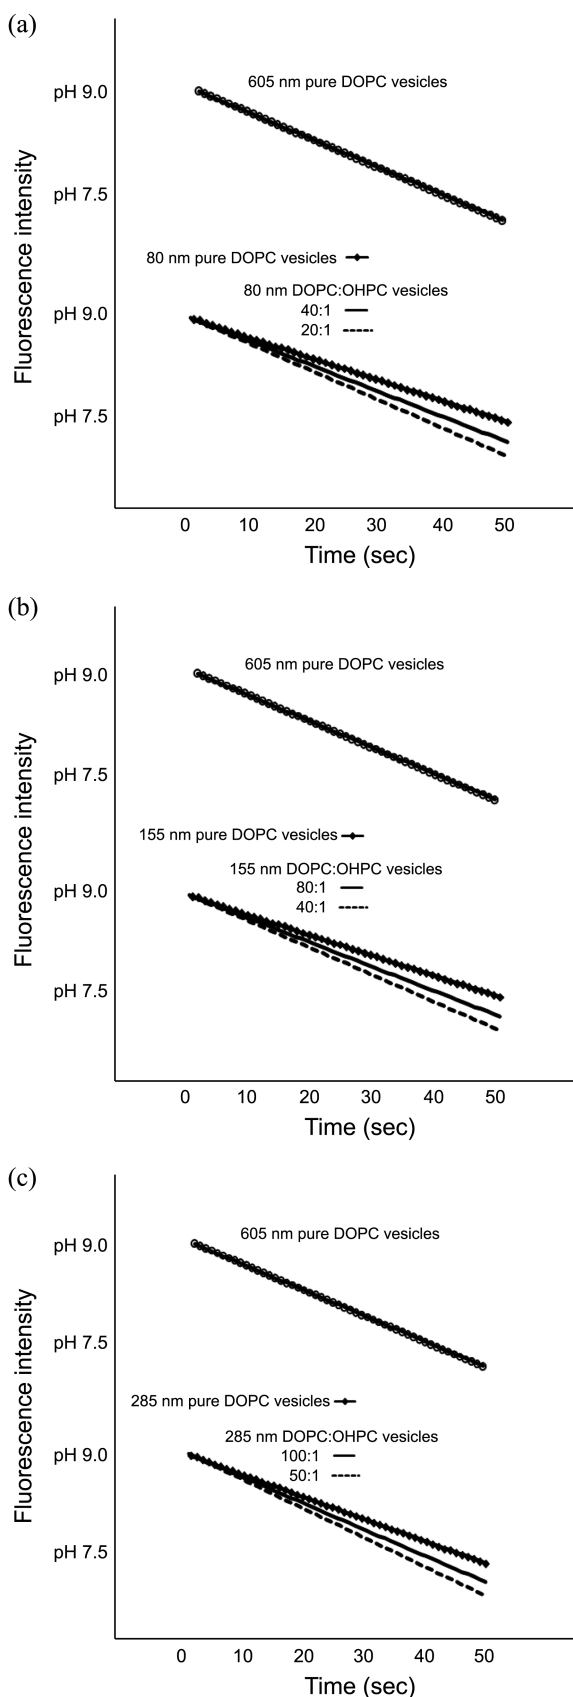 (a)
605 nm pure DOPC vesicles
pH 9.0
pH 7.5
80 nm pure DOPC vesicles
80 nm DOPC:OHPC vesicles
40:1
20:1
pH 9.0
pH 7.5
Fluorescence intensity
0 10 20 30 40 50
Time (sec)
(b)
605 nm pure DOPC vesicles
pH 9.0
pH 7.5
155 nm pure DOPC vesicles
155 nm DOPC:OHPC vesicles
80:1
40:1
pH 9.0
pH 7.5
Fluorescence intensity
0 10 20 30 40 50
Time (sec)
(c)
605 nm pure DOPC vesicles
pH 9.0
pH 7.5
285 nm pure DOPC vesicles
285 nm DOPC:OHPC vesicles
100:1
50:1
pH 9.0
pH 7.5
Fluorescence intensity
0 10 20 30 40 50
Time (sec)